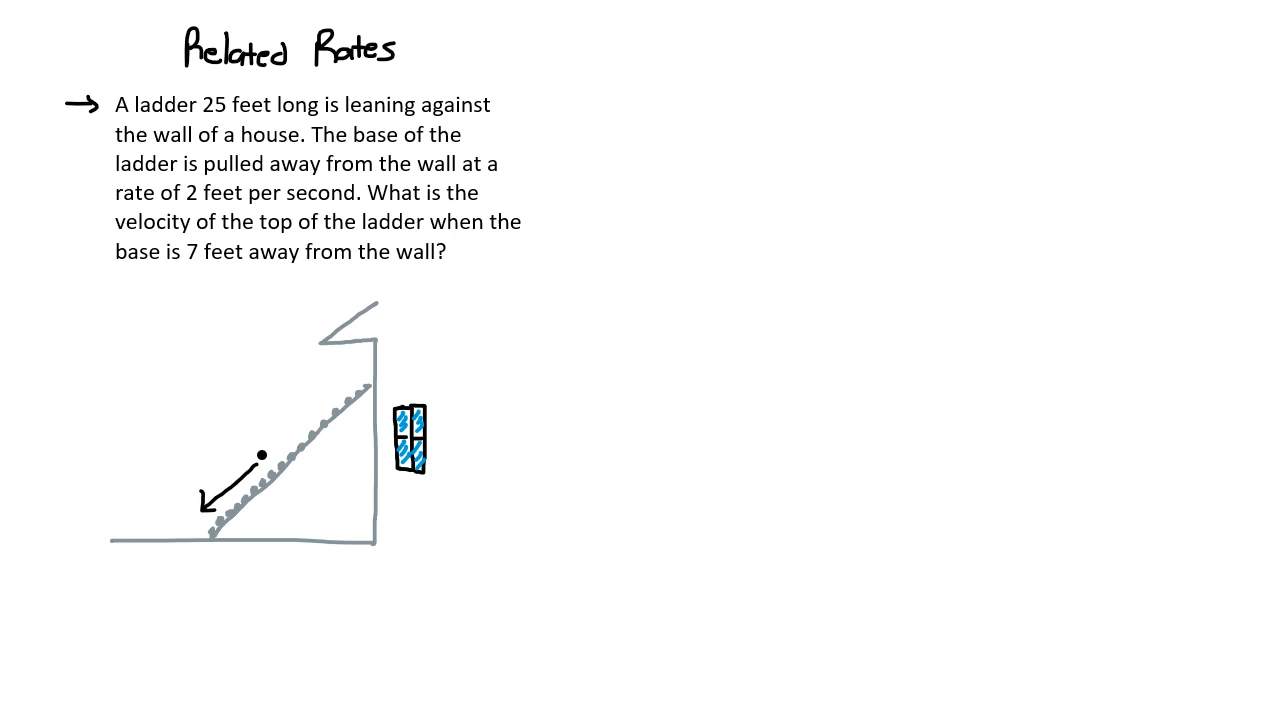 Related Rates
A ladder 25 feet long is leaning against
the wall of a house. The base of the
ladder is pulled away from the wall at a
rate of 2 feet per second. What is the
velocity of the top of the ladder when the
base is 7 feet away from the wall?